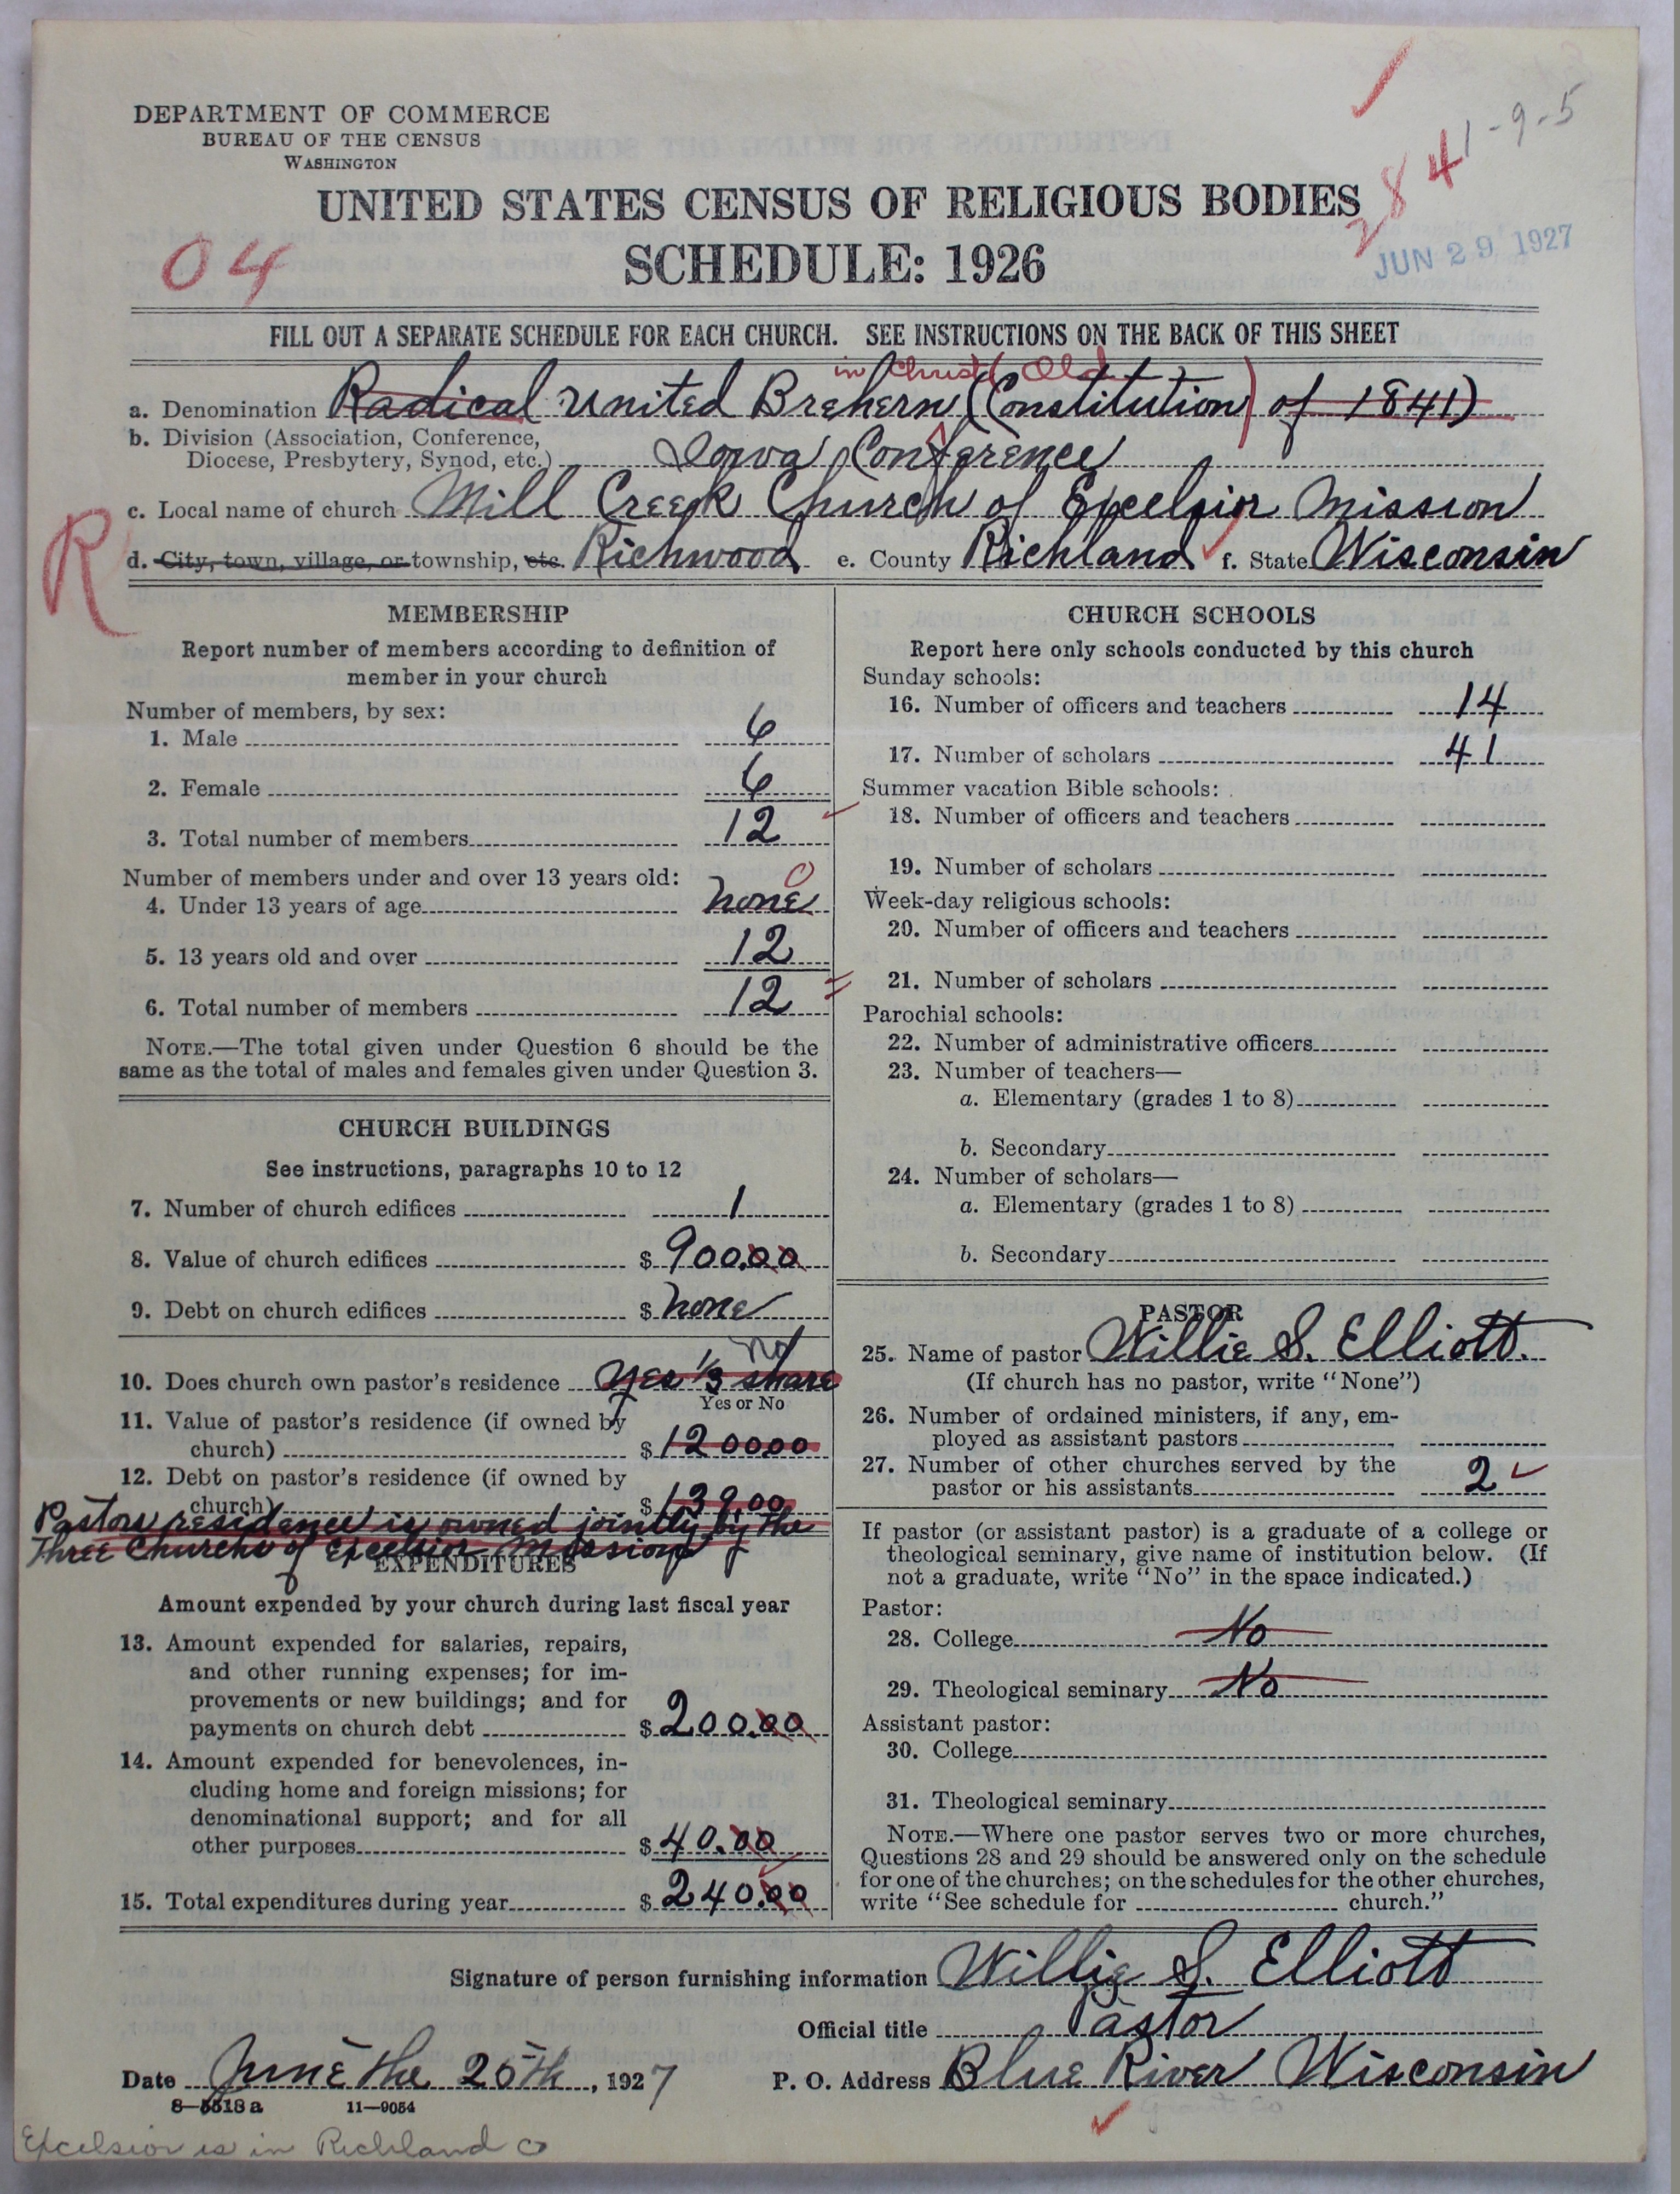 1-9-5
2841
DEPARTMENT OF COMMERCE
BUREAU OF THE CENSUS
WASHINGTON
UNITED STATES CENSUS OF RELIGIOUS BODIES
04
SCHEDULE: 1926
JUN 29 1927
FILL OUT A SEPARATE SCHEDULE FOR EACH CHURCH. SEE INSTRUCTIONS ON THE BACK OF THIS SHEET
in Christ (Old
a. Denomination Radical United Brehern (Constitution) of 1841)
b. Division (Association, Conference,
Diocese, Presbytery, Synod, etc.) Iowa Conference
c. Local name of church Mill Creek Church of Excelsior Mission
R
d. City, town, village, or township, etc. Richwood e. County Richland f. State Wisconsin
MEMBERSHIP
Report number of members according to definition of
member in your church
Number of members, by sex:
1. Male 6
2. Female 6
3. Total number of members 12
Number of members under and over 13 years old:
0
4. Under 13 years of age none
5. 13 years old and over 12
6. Total number of members 12
NOTE.—The total given under Question 6 should be the
same as the total of males and females given under Question 3.
CHURCH BUILDINGS
See instructions, paragraphs 10 to 12
7. Number of church edifices 1
8. Value of church edifices $ 900.00
9. Debt on church edifices $ none
no
10. Does church own pastor's residence Yes 1/3 share
Yes or No
11. Value of pastor's residence (if owned by
church) $ 120000
12. Debt on pastor's residence (if owned by
church) $ 139.00
Pastors residence is owned jointly by the
Three Churchs of Excelsior Mission
EXPENDITURES
Amount expended by your church during last fiscal year
13. Amount expended for salaries, repairs,
and other running expenses; for im-
provements or new buildings; and for
payments on church debt $ 200.00
14. Amount expended for benevolences, in-
cluding home and foreign missions; for
denominational support; and for all
other purposes $ 40.00
15. Total expenditures during year $ 240.00
CHURCH SCHOOLS
Report here only schools conducted by this church
Sunday schools:
16. Number of officers and teachers 14
17. Number of scholars 41
Summer vacation Bible schools:
18. Number of officers and teachers
19. Number of scholars
Week-day religious schools:
20. Number of officers and teachers
21. Number of scholars
Parochial schools:
22. Number of administrative officers
23. Number of teachers—
a. Elementary (grades 1 to 8)
b. Secondary
24. Number of scholars—
a. Elementary (grades 1 to 8)
b. Secondary
PASTOR
25. Name of pastor Willie S. Elliott.
(If church has no pastor, write "None")
26. Number of ordained ministers, if any, em-
ployed as assistant pastors
27. Number of other churches served by the
pastor or his assistants 2
If pastor (or assistant pastor) is a graduate of a college or
theological seminary, give name of institution below. (If
not a graduate, write "No" in the space indicated.)
Pastor:
28. College No
29. Theological seminary No
Assistant pastor:
30. College
31. Theological seminary
NOTE.—Where one pastor serves two or more churches,
Questions 28 and 29 should be answered only on the schedule
for one of the churches; on the schedules for the other churches,
write "See schedule for church."
Signature of person furnishing information Willie S. Elliott
Official title Pastor
Date June the 25th, 1927 P. O. Address Blue River Wisconsin
8-5518a 11-9054
Grant Co
Excelsior is in Richland Co